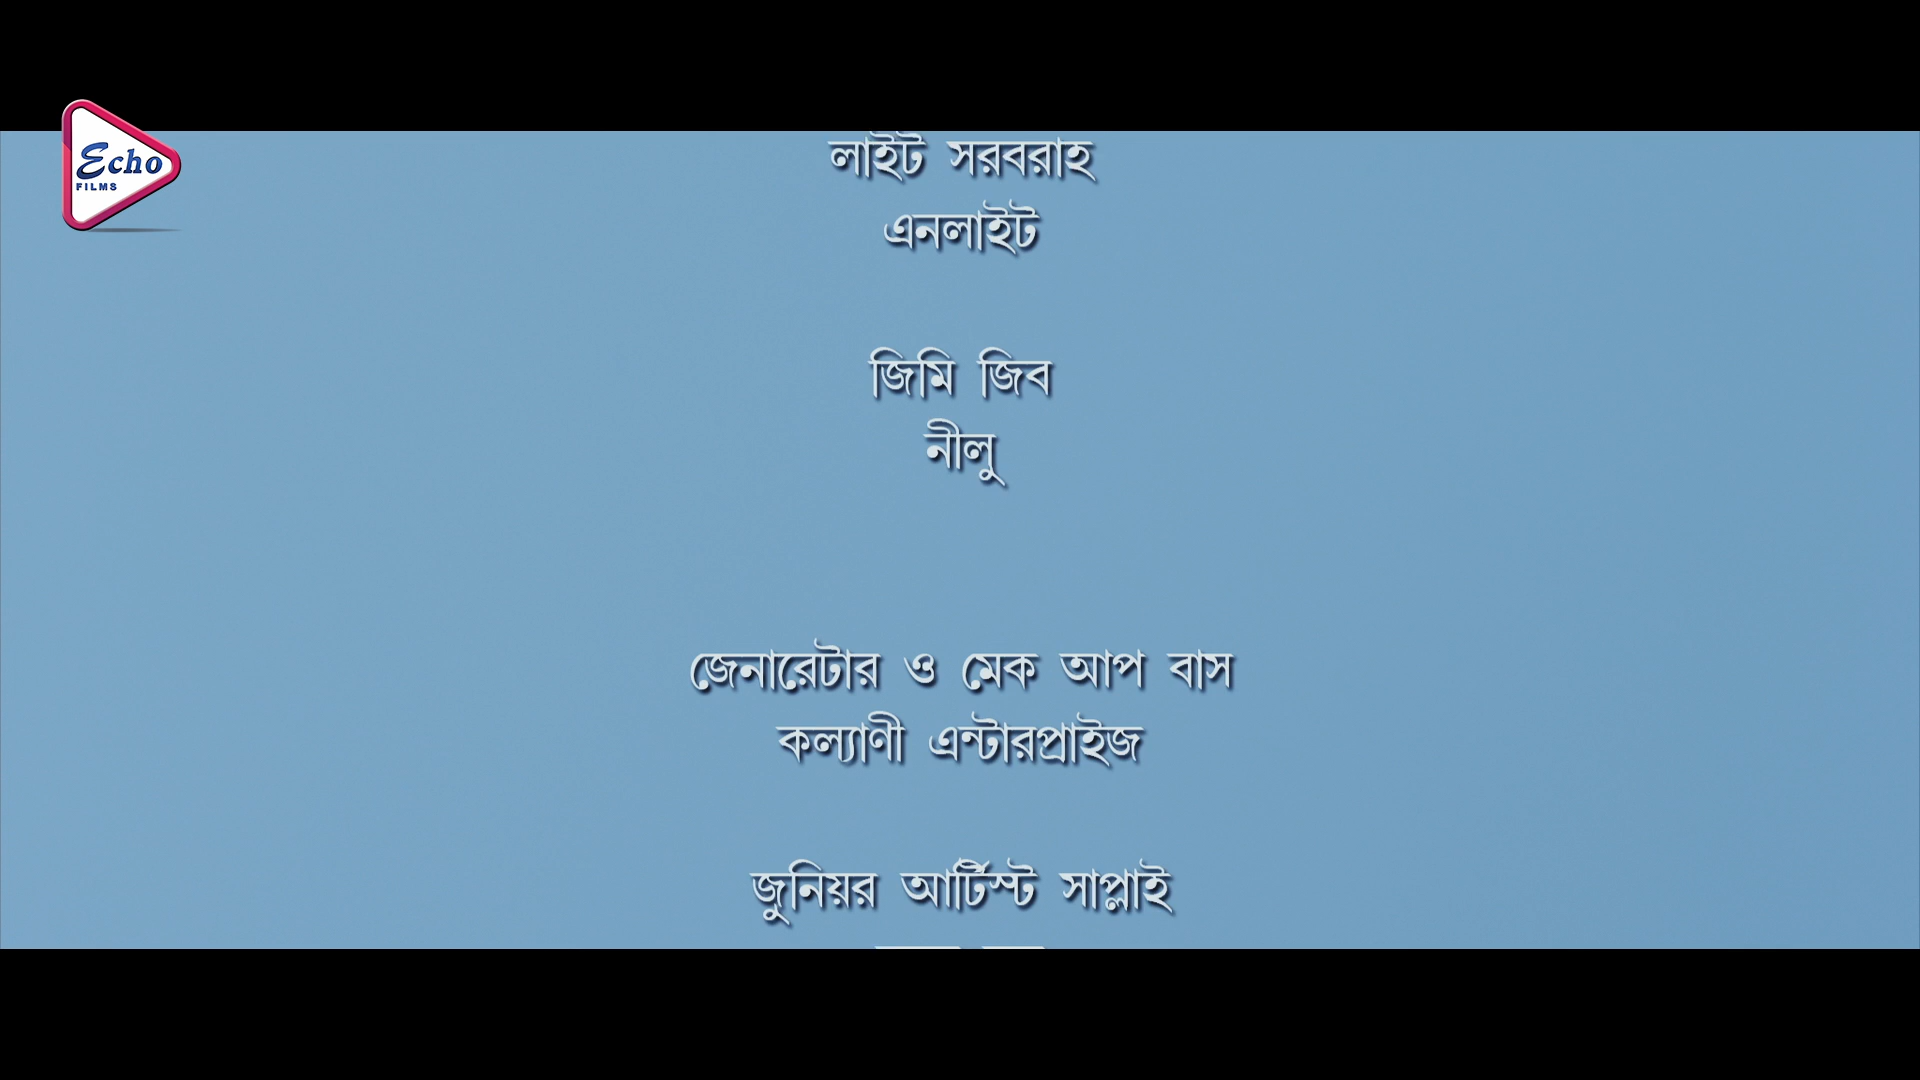 Echo
FILMS
লাইট সরবরাহ
এনলাইট
জিমি জিব
নীলু
জেনারেটার ও মেক আপ বাস
কল্যাণী এন্টারপ্রাইজ
জুনিয়র আর্টিস্ট সাপ্লাই